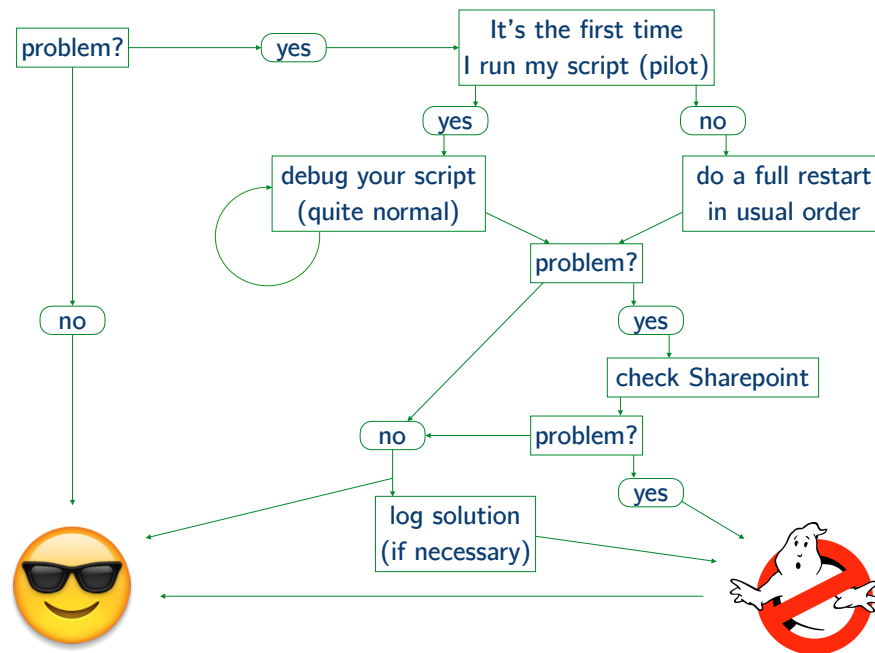 problem?
yes
It's the first time
I run my script (pilot)
yes
no
debug your script
(quite normal)
do a full restart
in usual order
problem?
no
yes
check Sharepoint
no
problem?
yes
log solution
(if necessary)